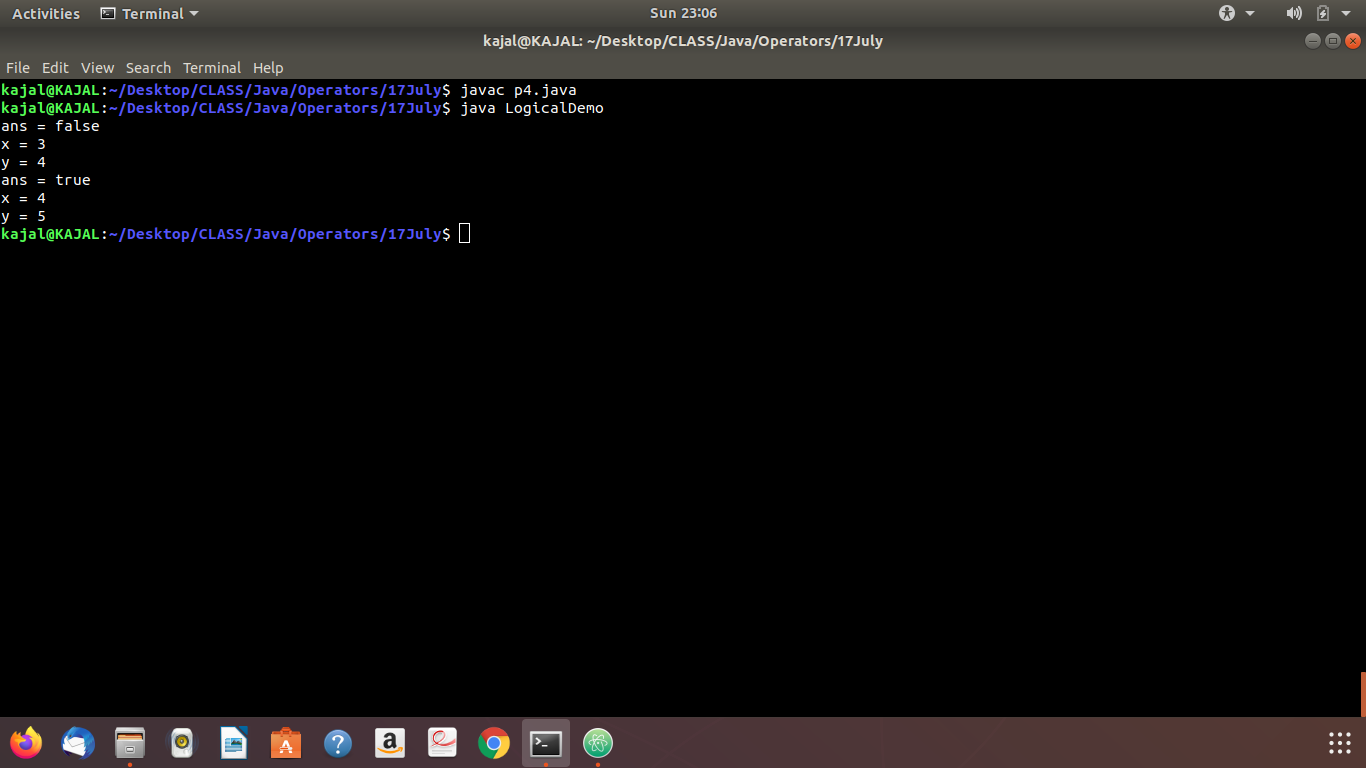 Activities Terminal Sun 23:06
kajal@KAJAL: ~/Desktop/CLASS/Java/Operators/17July
File Edit View Search Terminal Help
kajal@KAJAL:~/Desktop/CLASS/Java/Operators/17July$ javac p4.java
kajal@KAJAL:~/Desktop/CLASS/Java/Operators/17July$ java LogicalDemo
ans = false
x = 3
y = 4
ans = true
x = 4
y = 5
kajal@KAJAL:~/Desktop/CLASS/Java/Operators/17July$